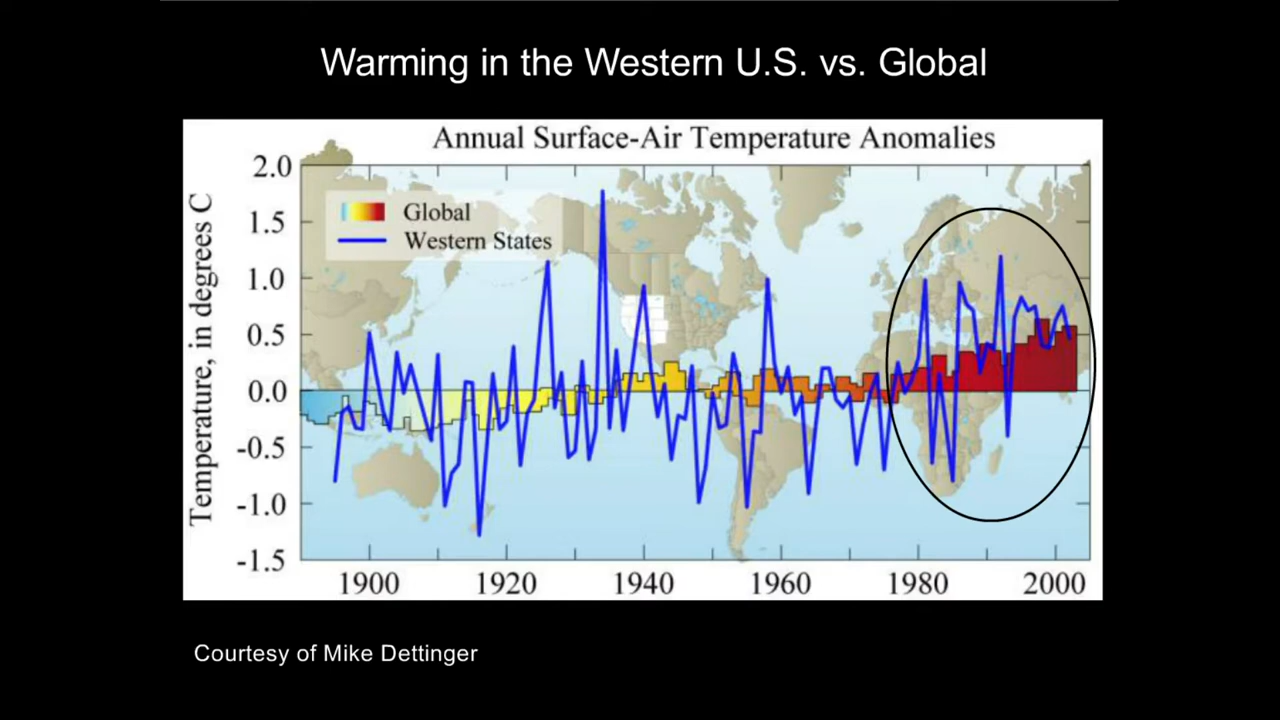 Warming in the Western U.S. vs. Global
Annual Surface-Air Temperature Anomalies
Temperature, in degrees C
2.0
1.5
1.0
0.5
0.0
-0.5
-1.0
-1.5
Global
Western States
1900 1920 1940 1960 1980 2000
Courtesy of Mike Dettinger